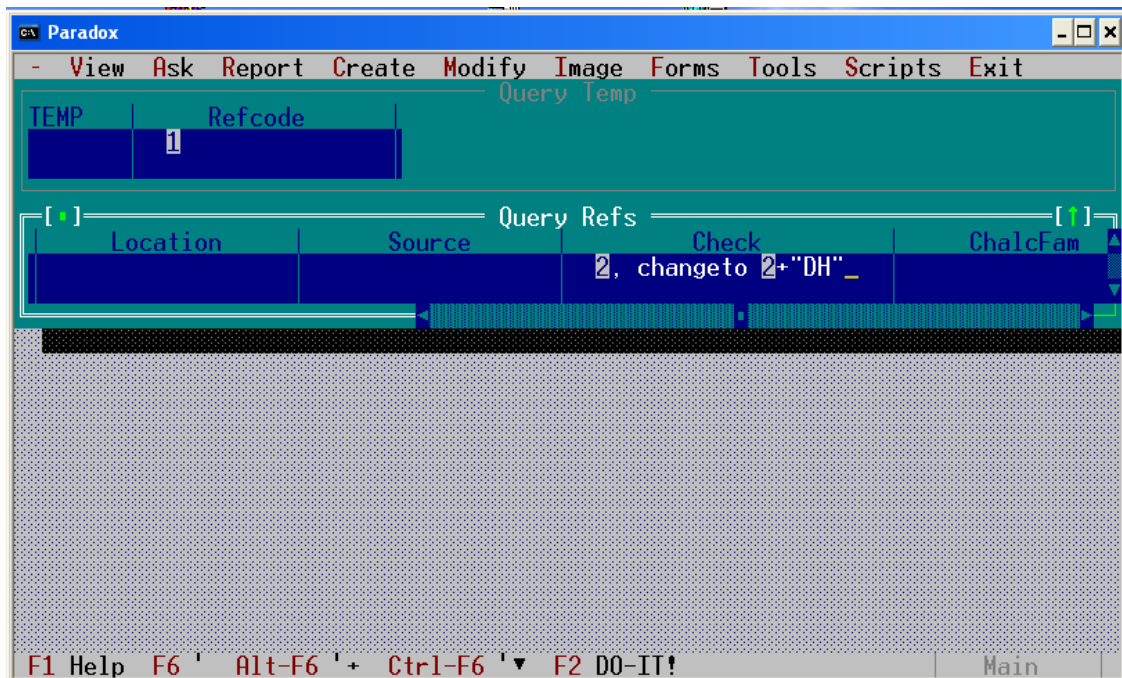 C:\ Paradox
- View Ask Report Create Modify Image Forms Tools Scripts Exit
Query Temp
TEMP Refcode
1
Query Refs
Location Source Check ChalcFam
2, changeto 2+"DH"_
F1 Help F6 ' Alt-F6 '+ Ctrl-F6 '▼ F2 DO-IT! Main